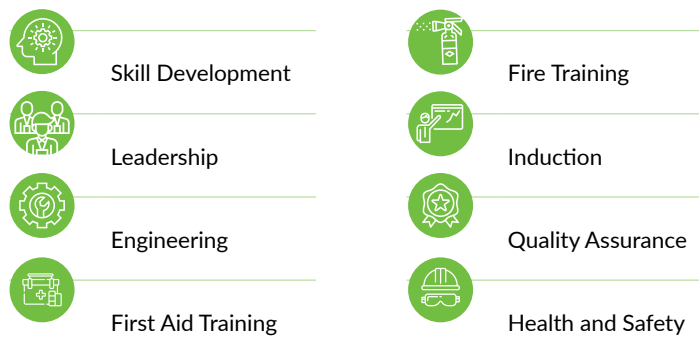 Skill Development
Leadership
Engineering
First Aid Training
Fire Training
Induction
Quality Assurance
Health and Safety